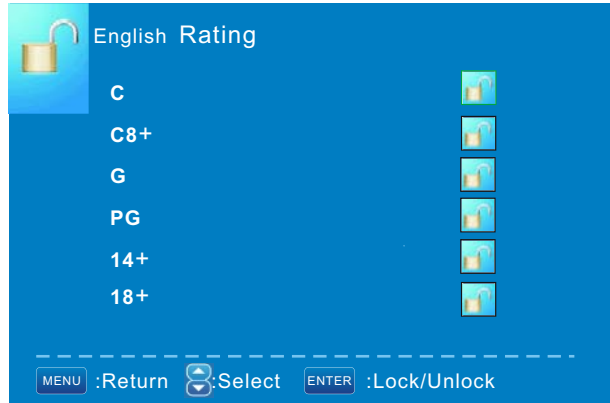 English Rating
C
C8+
G
PG
14+
18+
MENU :Return :Select ENTER :Lock/Unlock